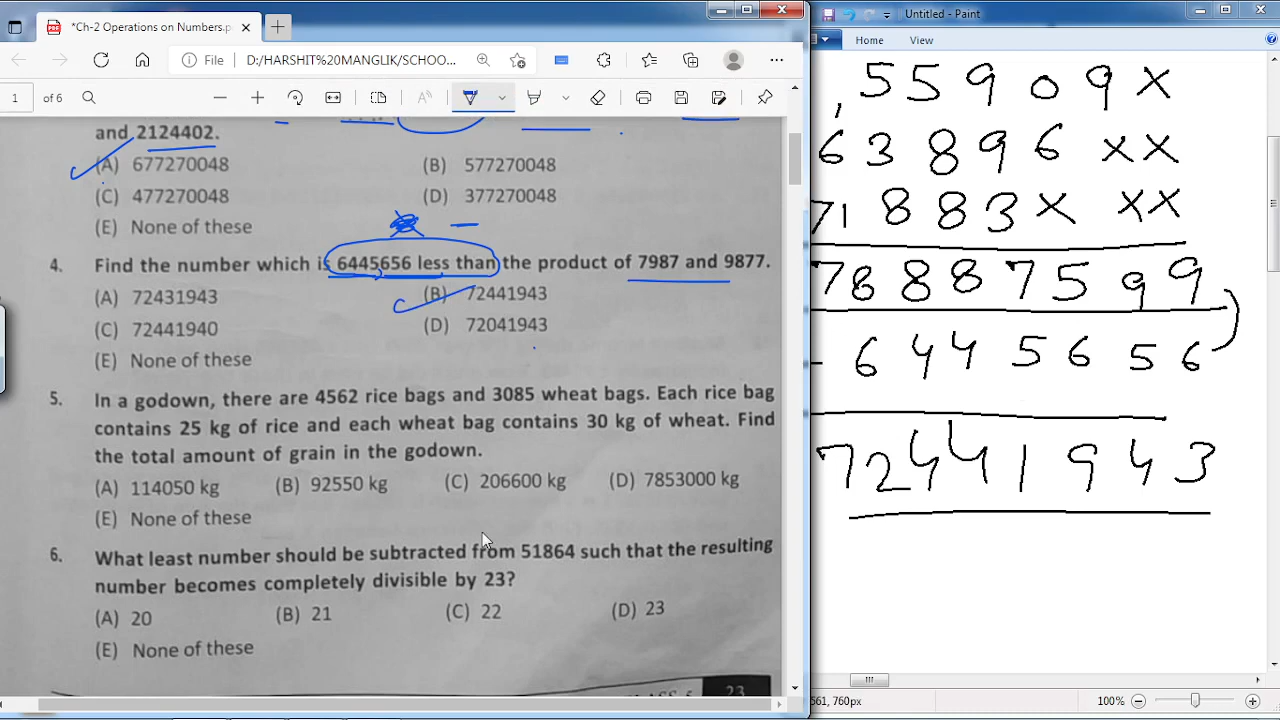 *Ch-2 Operations on Numbers.p
Untitled - Paint
File
D:/HARSHIT%20MANGLIK/SCHOO...
Home View
1 of 6
and 2124402.
(A) 677270048
(B) 577270048
(C) 477270048
(D) 377270048
(E) None of these
4. Find the number which is 6445656 less than the product of 7987 and 9877.
(A) 72431943
(B) 72441943
(C) 72441940
(D) 72041943
(E) None of these
5. In a godown, there are 4562 rice bags and 3085 wheat bags. Each rice bag
contains 25 kg of rice and each wheat bag contains 30 kg of wheat. Find
the total amount of grain in the godown.
(A) 114050 kg (B) 92550 kg (C) 206600 kg (D) 7853000 kg
(E) None of these
6. What least number should be subtracted from 51864 such that the resulting
number becomes completely divisible by 23?
(A) 20 (B) 21 (C) 22 (D) 23
(E) None of these
23
55909X
63896XX
71883XXX
78887599
- 6445656
72441943
561, 760px
100%